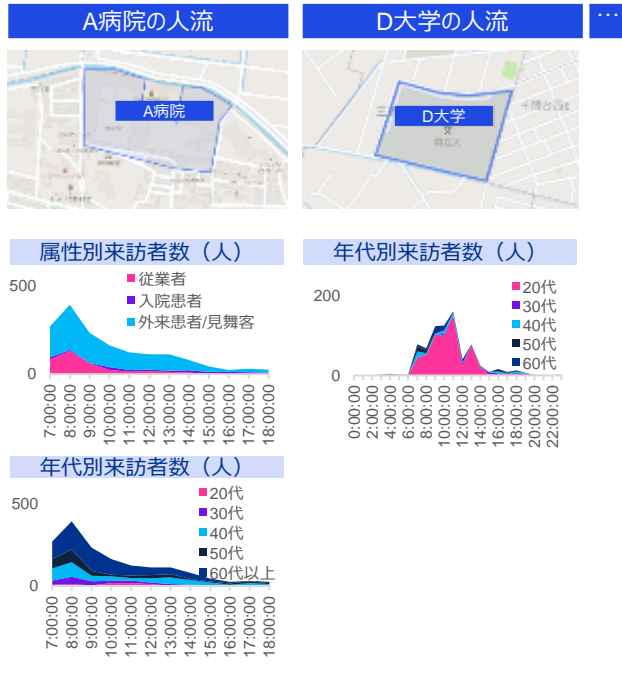 A病院の人流
D大学の人流
…
A病院
D大学
属性別来訪者数（人）
500
0
従業者
入院患者
外来患者/見舞客
7:00:00
8:00:00
9:00:00
10:00:00
11:00:00
12:00:00
13:00:00
14:00:00
15:00:00
16:00:00
17:00:00
18:00:00
年代別来訪者数（人）
200
0
20代
30代
40代
50代
60代
0:00:00
2:00:00
4:00:00
6:00:00
8:00:00
10:00:00
12:00:00
14:00:00
16:00:00
18:00:00
20:00:00
22:00:00
年代別来訪者数（人）
500
0
20代
30代
40代
50代
60代以上
7:00:00
8:00:00
9:00:00
10:00:00
11:00:00
12:00:00
13:00:00
14:00:00
15:00:00
16:00:00
17:00:00
18:00:00